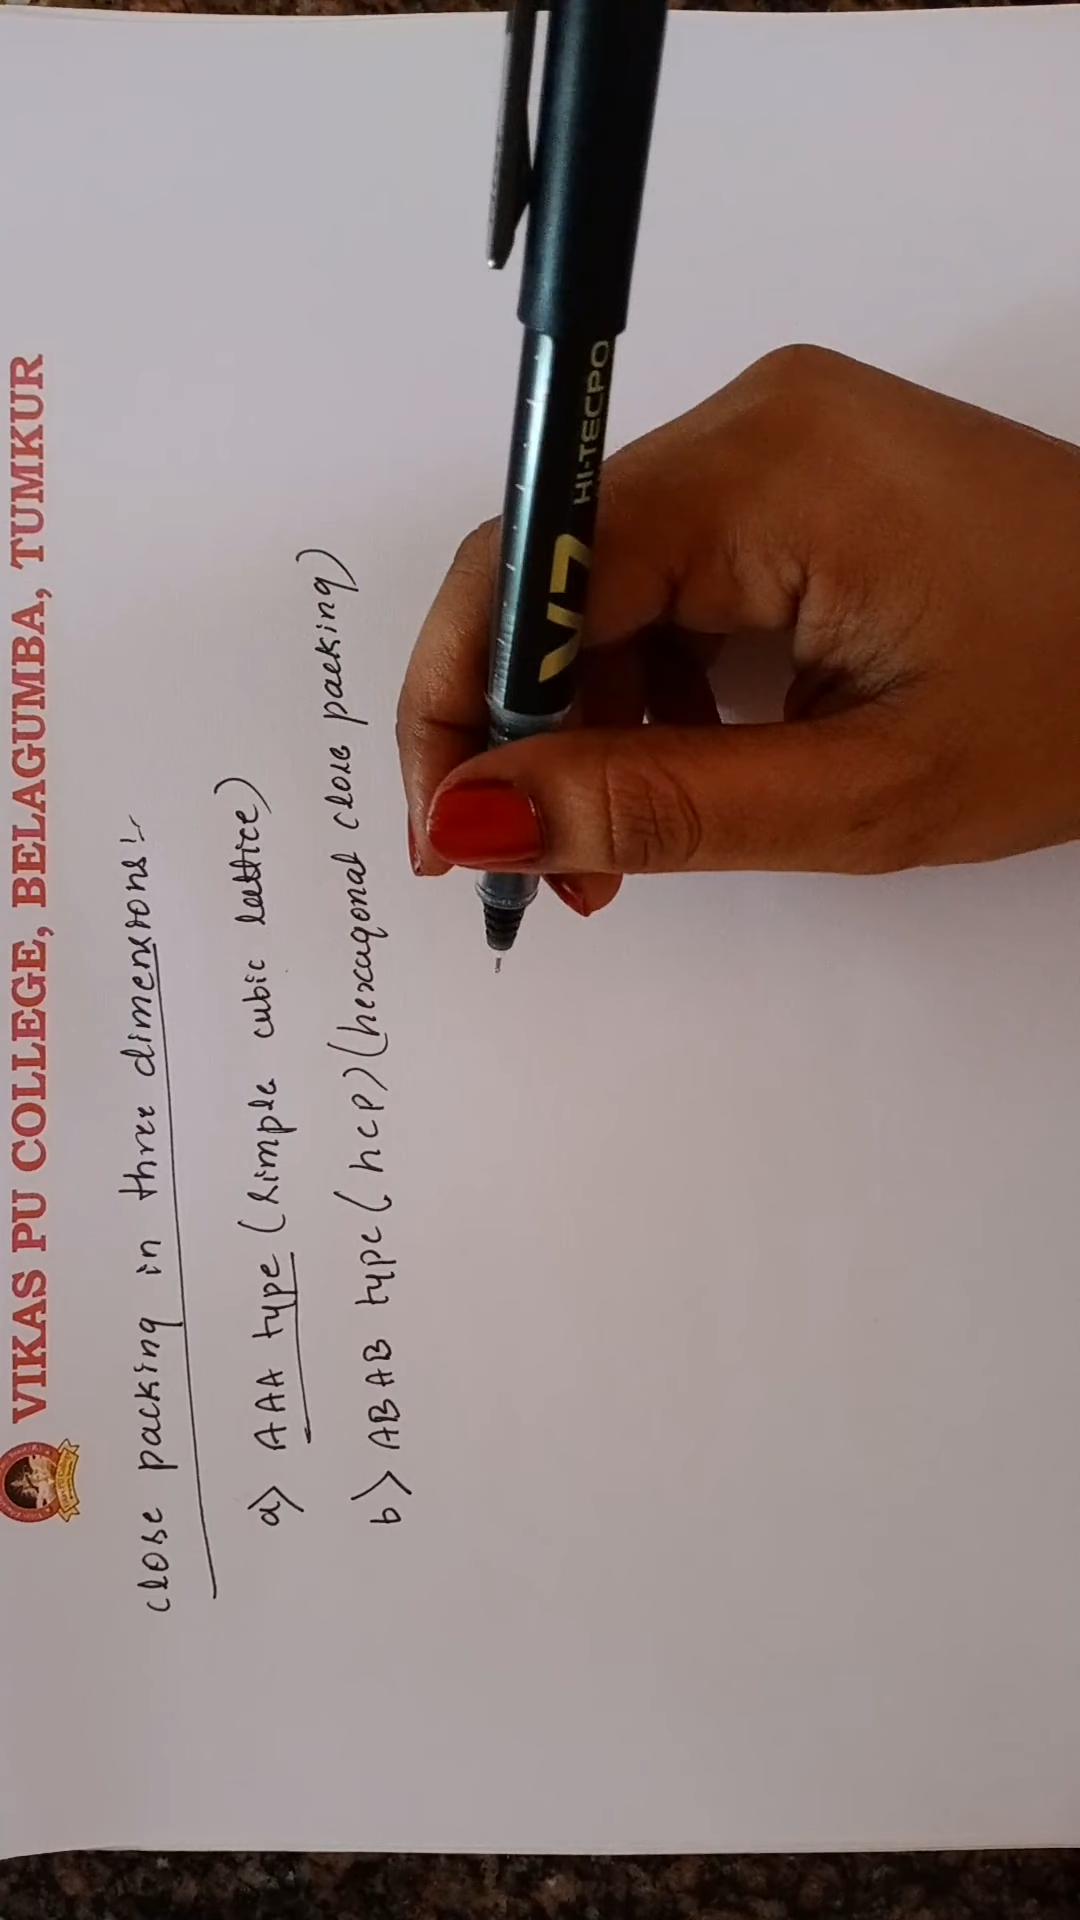 VIKAS PU COLLEGE, BELAGUMBA, TUMKUR
close packing in three dimensions:-
a) AAA type (simple cubic lattice)
b) ABAB type (hcp) (hexagonal close packing)
V7 HI-TECPO